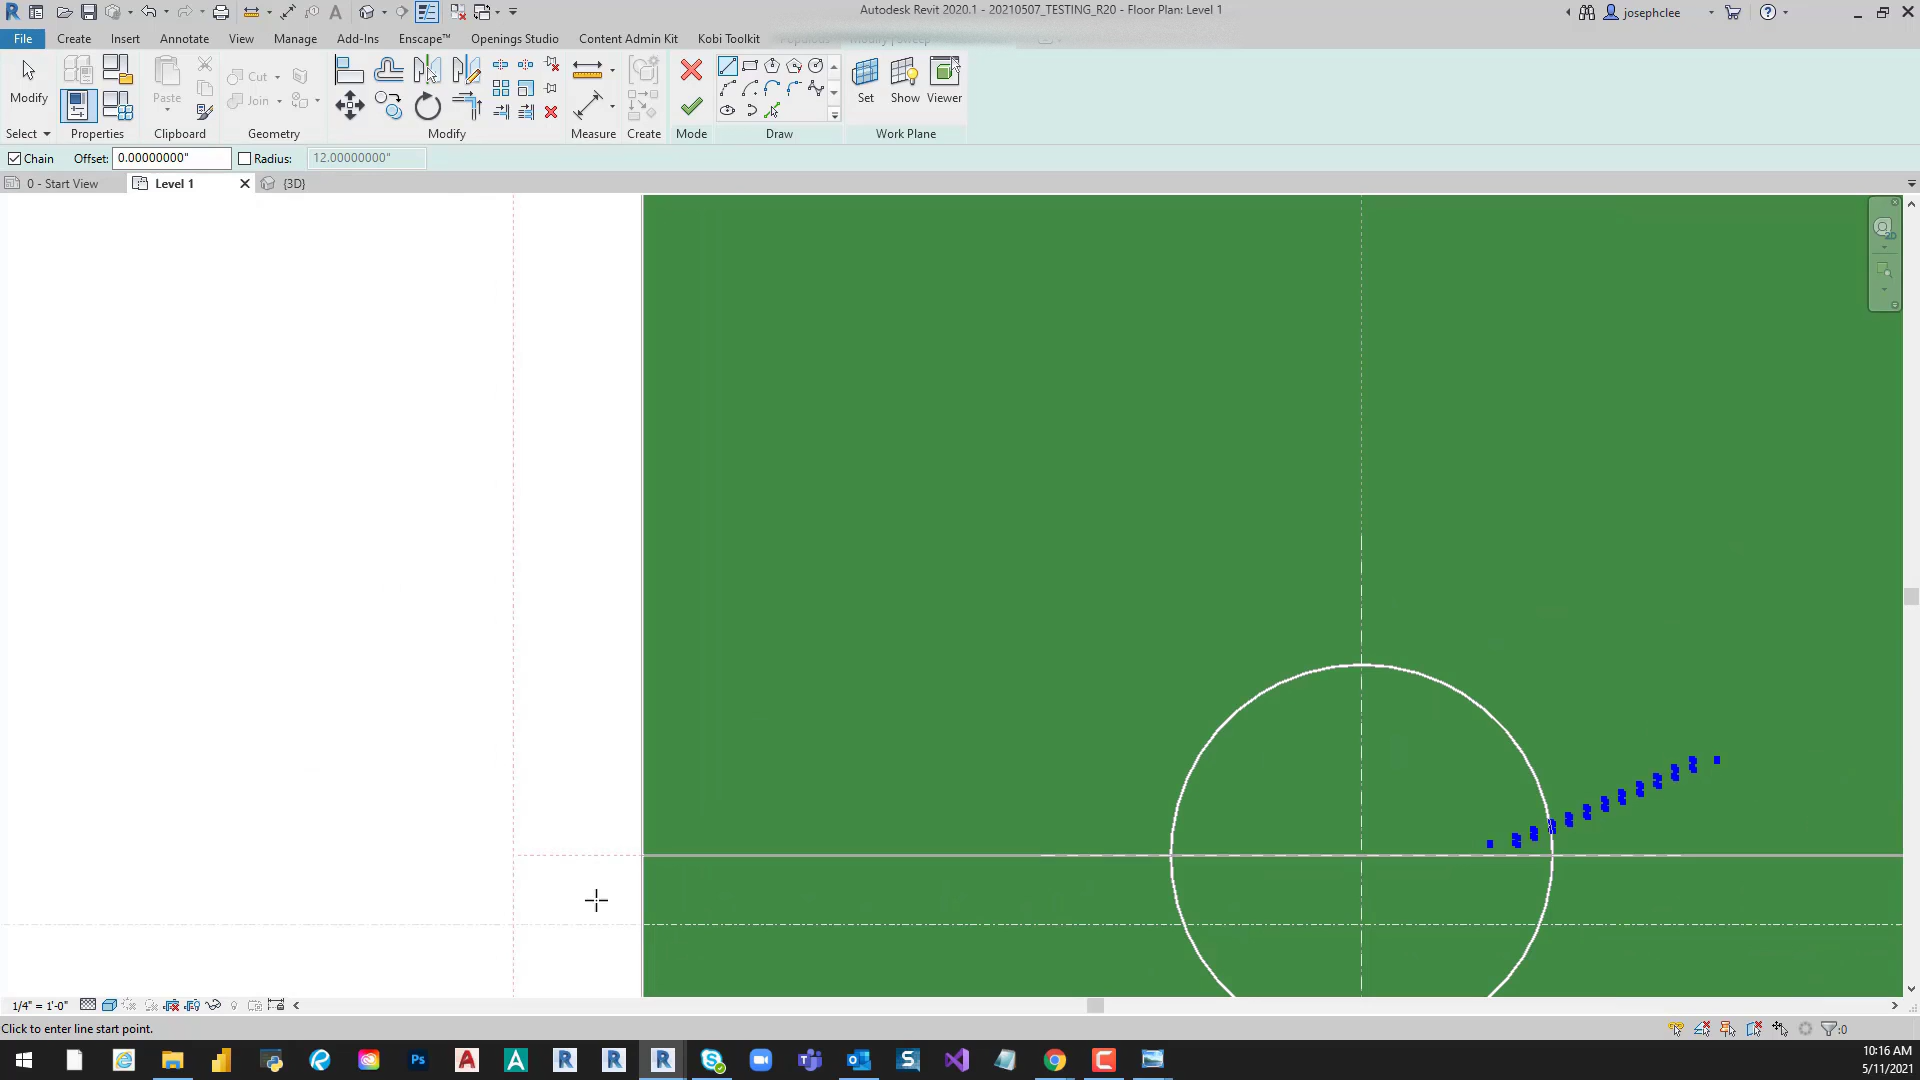 Autodesk Revit 2020.1 - 20210507_TESTING_R20 - Floor Plan: Level 1
josephclee
File
Create
Insert
Architecture
Annotate
View
Manage
Add-Ins
Enscape™
Openings Studio
Content Admin Kit
Kobi Toolkit
Modify
Cut
Join
Paste
Set
Show
Viewer
Select
Properties
Clipboard
Geometry
Modify
Measure
Create
Mode
Draw
Work Plane
Chain
Offset:
0.00000000"
Radius:
12.00000000"
0 - Start View
Level 1
{3D}
2D
1/4" = 1'-0"
Click to enter line start point.
:0
10:16 AM
5/11/2021